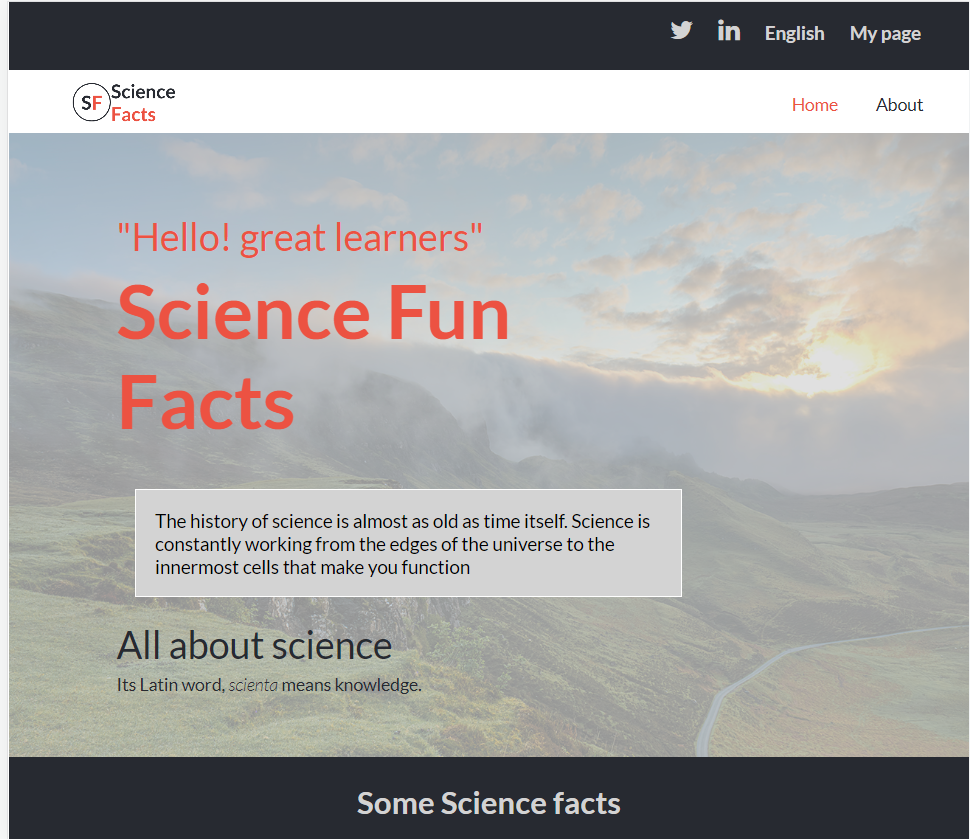 English My page
SF Science
Facts
Home About
"Hello! great learners"
Science Fun
Facts
The history of science is almost as old as time itself. Science is
constantly working from the edges of the universe to the
innermost cells that make you function
All about science
Its Latin word, scienta means knowledge.
Some Science facts